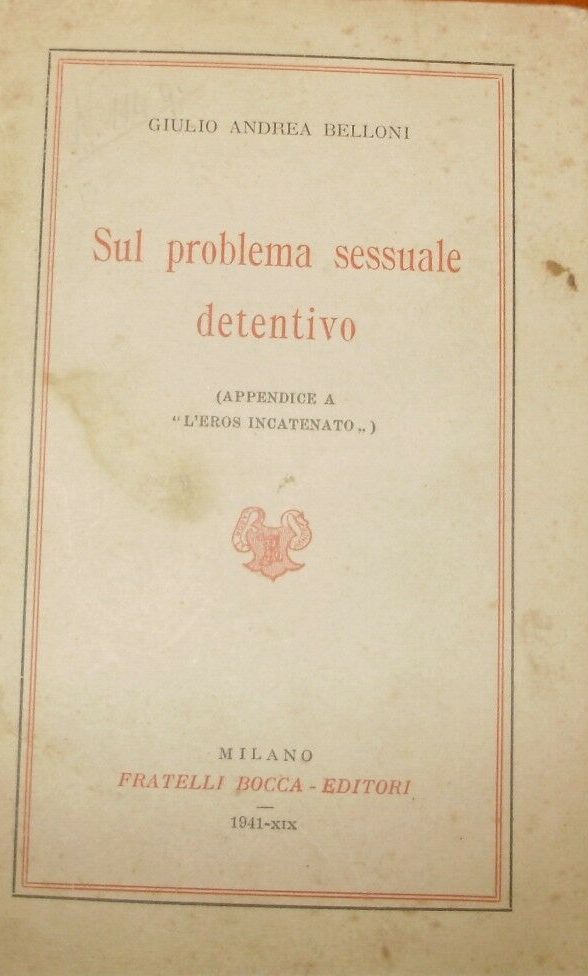 GIULIO ANDREA BELLONI
Sul problema sessuale
detentivo
(APPENDICE A
“L'EROS INCATENATO„)
MILANO
FRATELLI BOCCA - EDITORI
1941-XIX